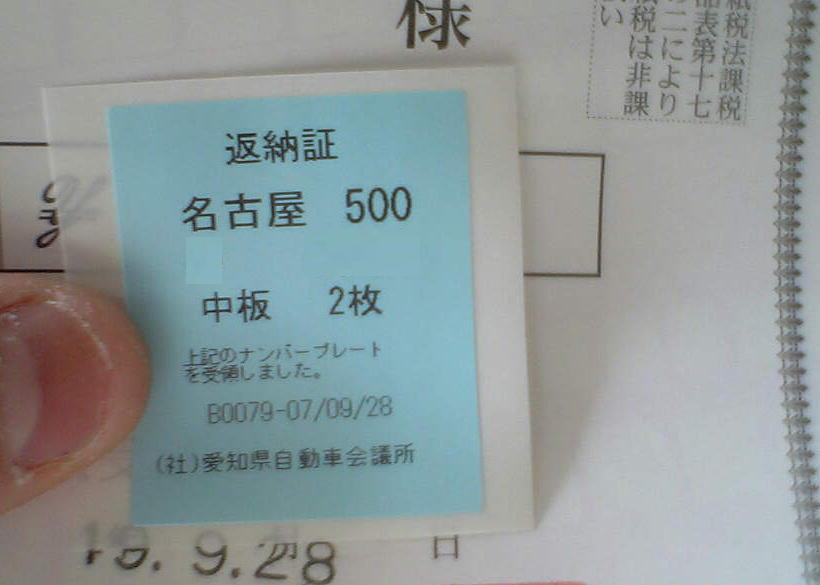 様
紙税法課税
品表第十七
の二により
紙税は非課
い
返納証
名古屋 500
中板 2枚
上記のナンバープレート
を受領しました。
B0079-07/09/28
(社)愛知県自動車会議所
19. 9. 28 日